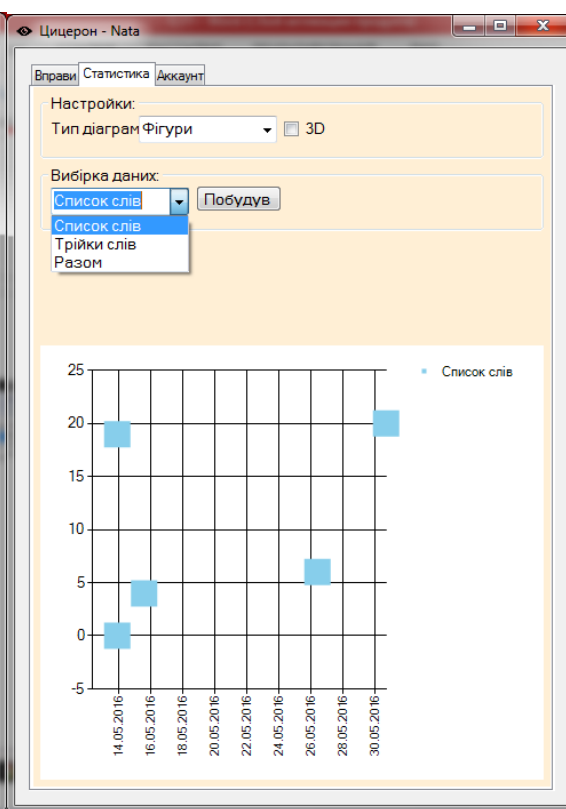 Цицерон - Nata
Вправи Статистика Аккаунт
Настройки:
Тип діаграм Фігури 3D
Вибірка даних:
Список слів Побудув
Список слів
Трійки слів
Разом
Список слів
25
20
15
10
5
0
-5
14.05.2016
16.05.2016
18.05.2016
20.05.2016
22.05.2016
24.05.2016
26.05.2016
28.05.2016
30.05.2016